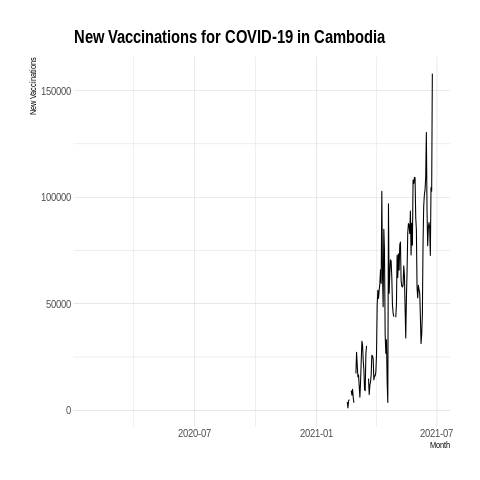 New Vaccinations for COVID-19 in Cambodia
New Vaccinations
150000
100000
50000
0
2020-07
2021-01
2021-07
Month